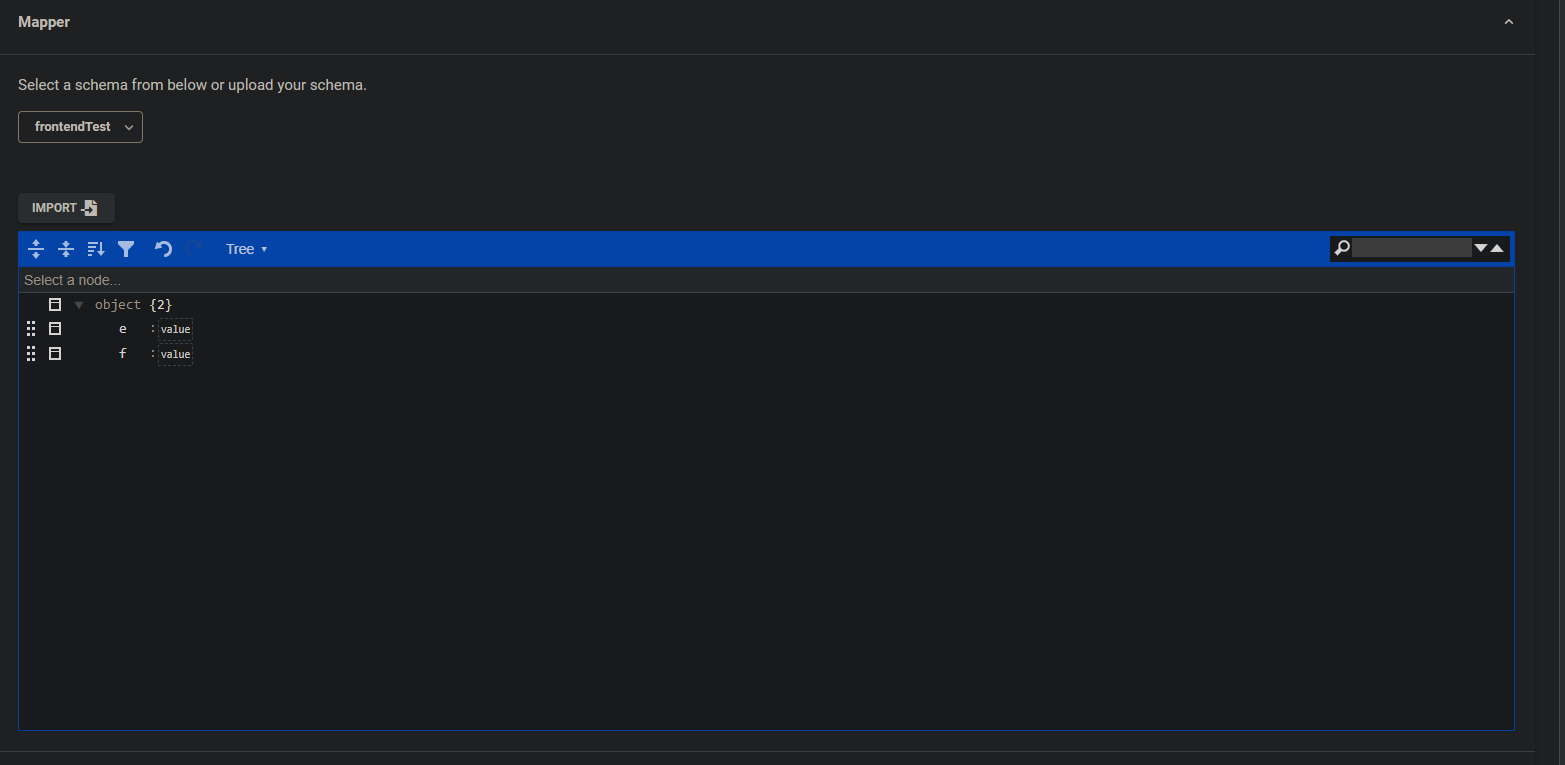 Mapper
Select a schema from below or upload your schema.
frontendTest
IMPORT
Tree
Select a node...
object {2}
e : value
f : value